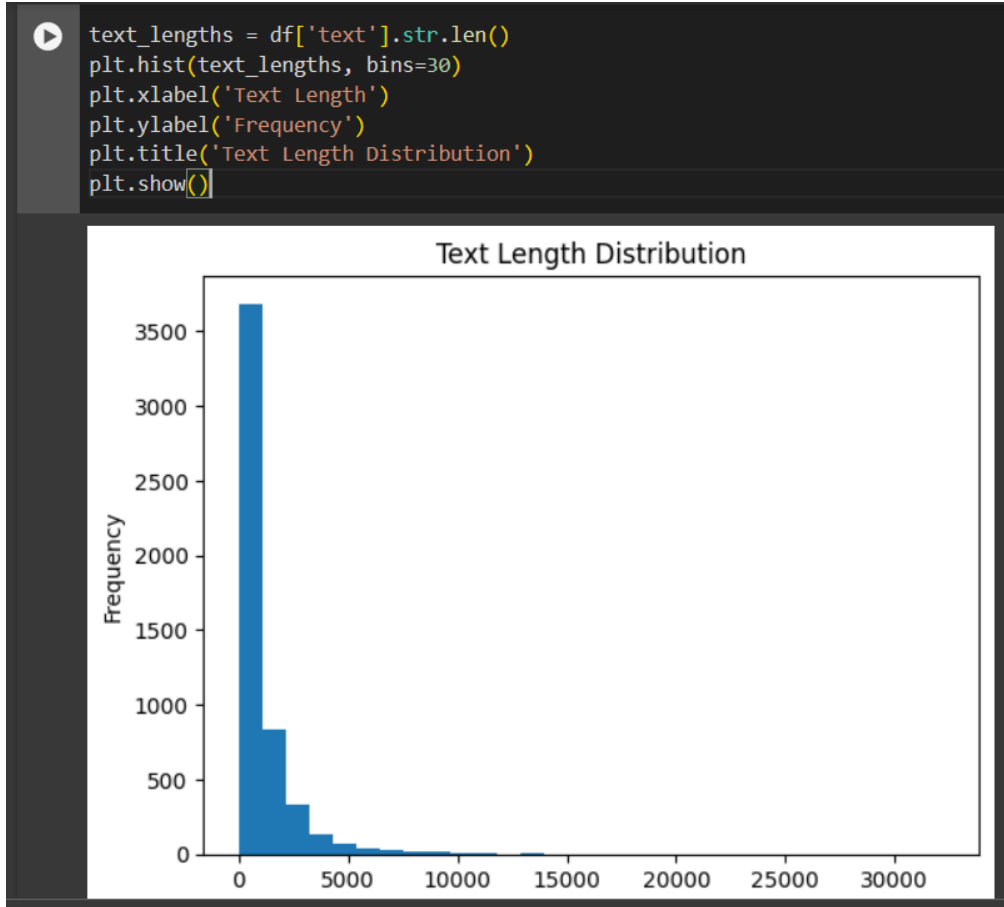 text_lengths = df['text'].str.len()
plt.hist(text_lengths, bins=30)
plt.xlabel('Text Length')
plt.ylabel('Frequency')
plt.title('Text Length Distribution')
plt.show()
Text Length Distribution
Frequency
3500
3000
2500
2000
1500
1000
500
0
0 5000 10000 15000 20000 25000 30000